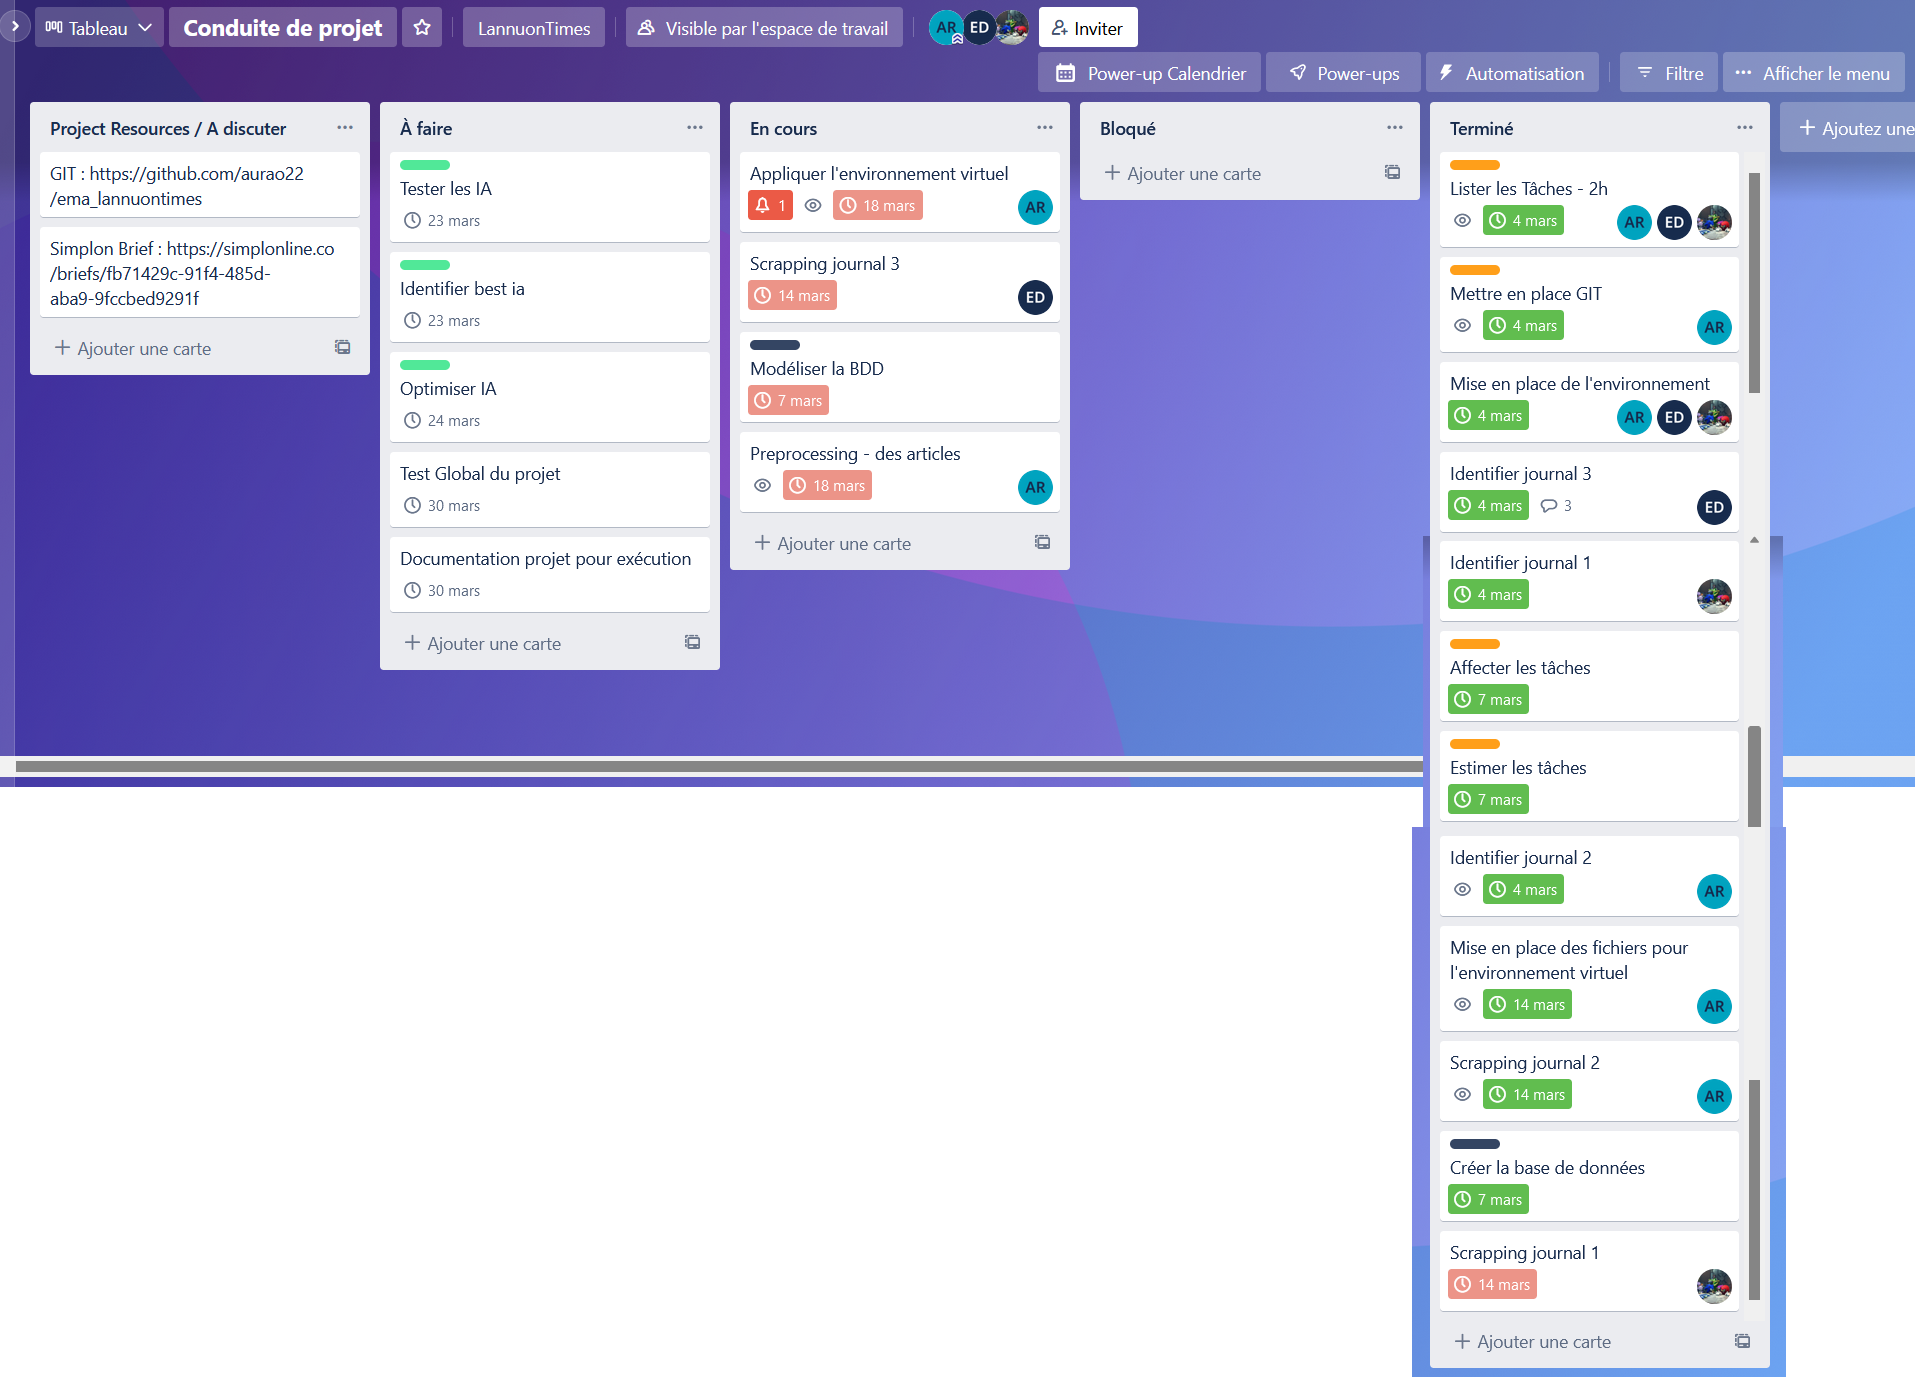 Tableau
Conduite de projet
LannuonTimes
Visible par l'espace de travail
AR
ED
Inviter
Power-up Calendrier
Power-ups
Automatisation
Filtre
Afficher le menu
Project Resources / A discuter
GIT : https://github.com/aurao22
/ema_lannuontimes
Simplon Brief : https://simplonline.co
/briefs/fb71429c-91f4-485d-
aba9-9fccbed9291f
Ajouter une carte
À faire
Tester les IA
23 mars
Identifier best ia
23 mars
Optimiser IA
24 mars
Test Global du projet
30 mars
Documentation projet pour exécution
30 mars
Ajouter une carte
En cours
Appliquer l'environnement virtuel
1
18 mars
AR
Scrapping journal 3
14 mars
ED
Modéliser la BDD
7 mars
Preprocessing - des articles
18 mars
AR
Ajouter une carte
Bloqué
Ajouter une carte
Terminé
Lister les Tâches - 2h
4 mars
AR
ED
Mettre en place GIT
4 mars
AR
Mise en place de l'environnement
4 mars
AR
ED
Identifier journal 3
4 mars
3
ED
Identifier journal 1
4 mars
Affecter les tâches
7 mars
Estimer les tâches
7 mars
Identifier journal 2
4 mars
AR
Mise en place des fichiers pour
l'environnement virtuel
14 mars
AR
Scrapping journal 2
14 mars
AR
Créer la base de données
7 mars
Scrapping journal 1
14 mars
Ajouter une carte
Ajoutez une